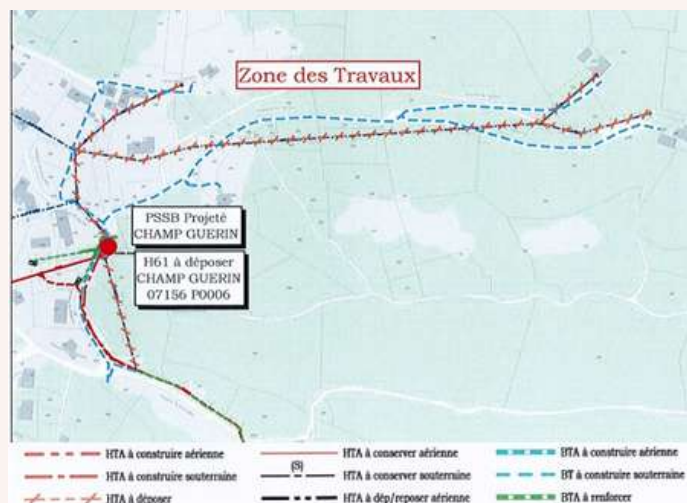 Zone des Travaux
PSSB Projeté
CHAMP GUERIN
H61 à déposer
CHAMP GUERIN
07156 P0006
HTA à construire aérienne
HTA à construire souterraine
HTA à déposer
HTA à conserver aérienne
(S)
HTA à conserver souterraine
HTA à dép/reposer aérienne
BTA à construire aérienne
BT à construire souterraine
BTA à renforcer